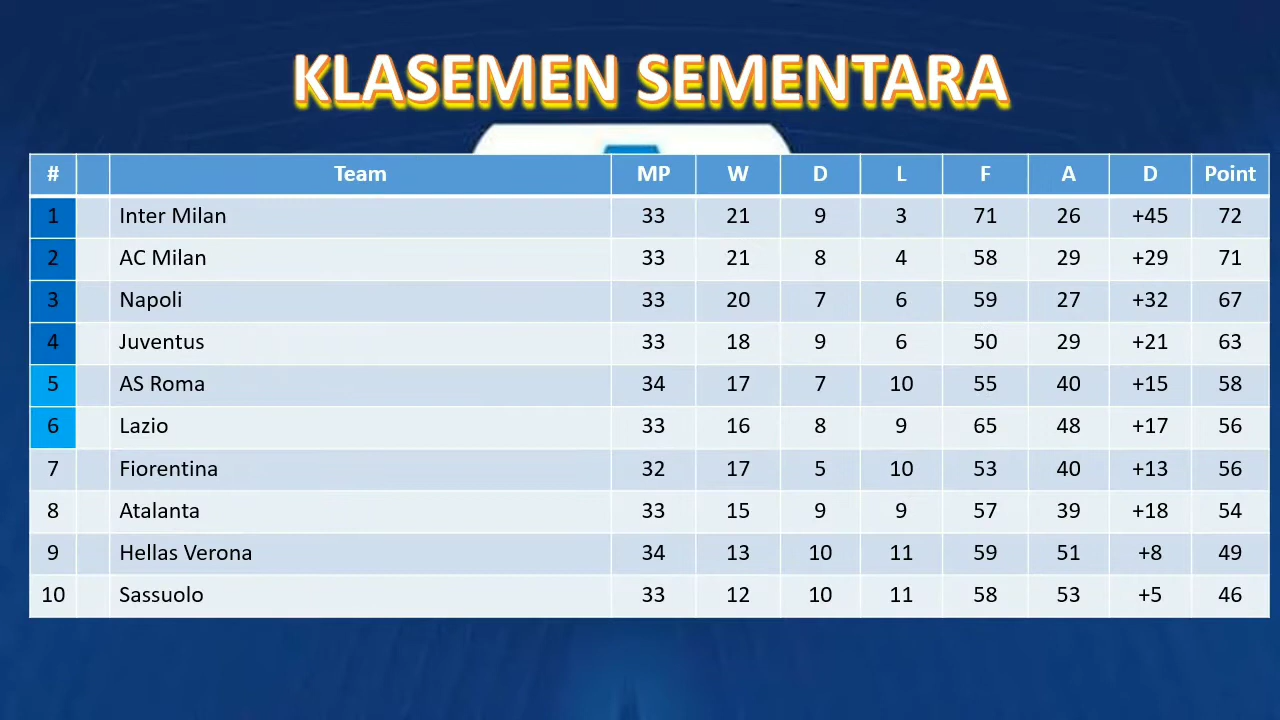 KLASEMEN SEMENTARA
# Team MP W D L F A D Point
1 Inter Milan 33 21 9 3 71 26 +45 72
2 AC Milan 33 21 8 4 58 29 +29 71
3 Napoli 33 20 7 6 59 27 +32 67
4 Juventus 33 18 9 6 50 29 +21 63
5 AS Roma 34 17 7 10 55 40 +15 58
6 Lazio 33 16 8 9 65 48 +17 56
7 Fiorentina 32 17 5 10 53 40 +13 56
8 Atalanta 33 15 9 9 57 39 +18 54
9 Hellas Verona 34 13 10 11 59 51 +8 49
10 Sassuolo 33 12 10 11 58 53 +5 46